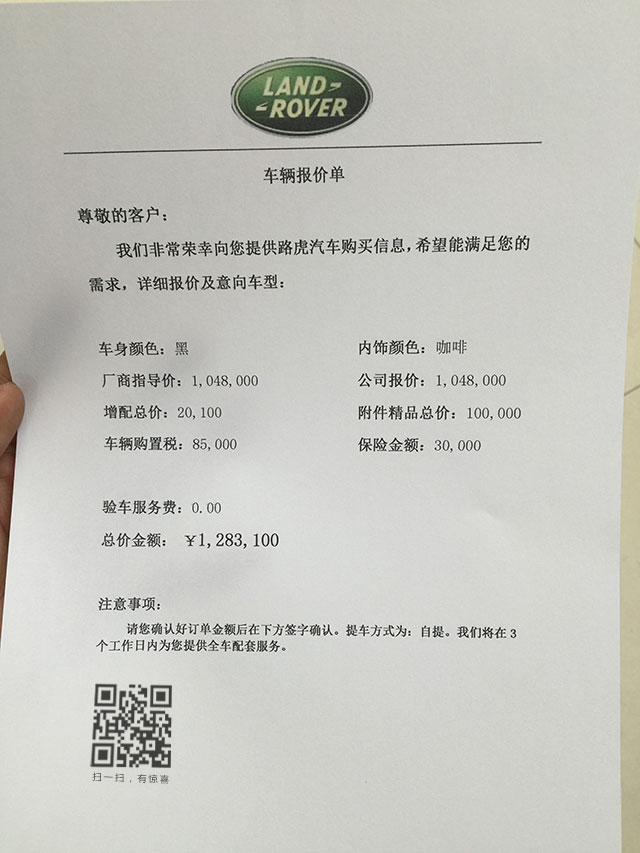 LAND
ROVER
车辆报价单
尊敬的客户：
我们非常荣幸向您提供路虎汽车购买信息，希望能满足您的
需求，详细报价及意向车型：
车身颜色：黑
内饰颜色：咖啡
厂商指导价：1,048,000
公司报价：1,048,000
增配总价：20,100
附件精品总价：100,000
车辆购置税：85,000
保险金额：30,000
验车服务费：0.00
总价金额： ￥1,283,100
注意事项：
请您确认好订单金额后在下方签字确认。提车方式为：自提。我们将在 3
个工作日内为您提供全车配套服务。
扫一扫，有惊喜